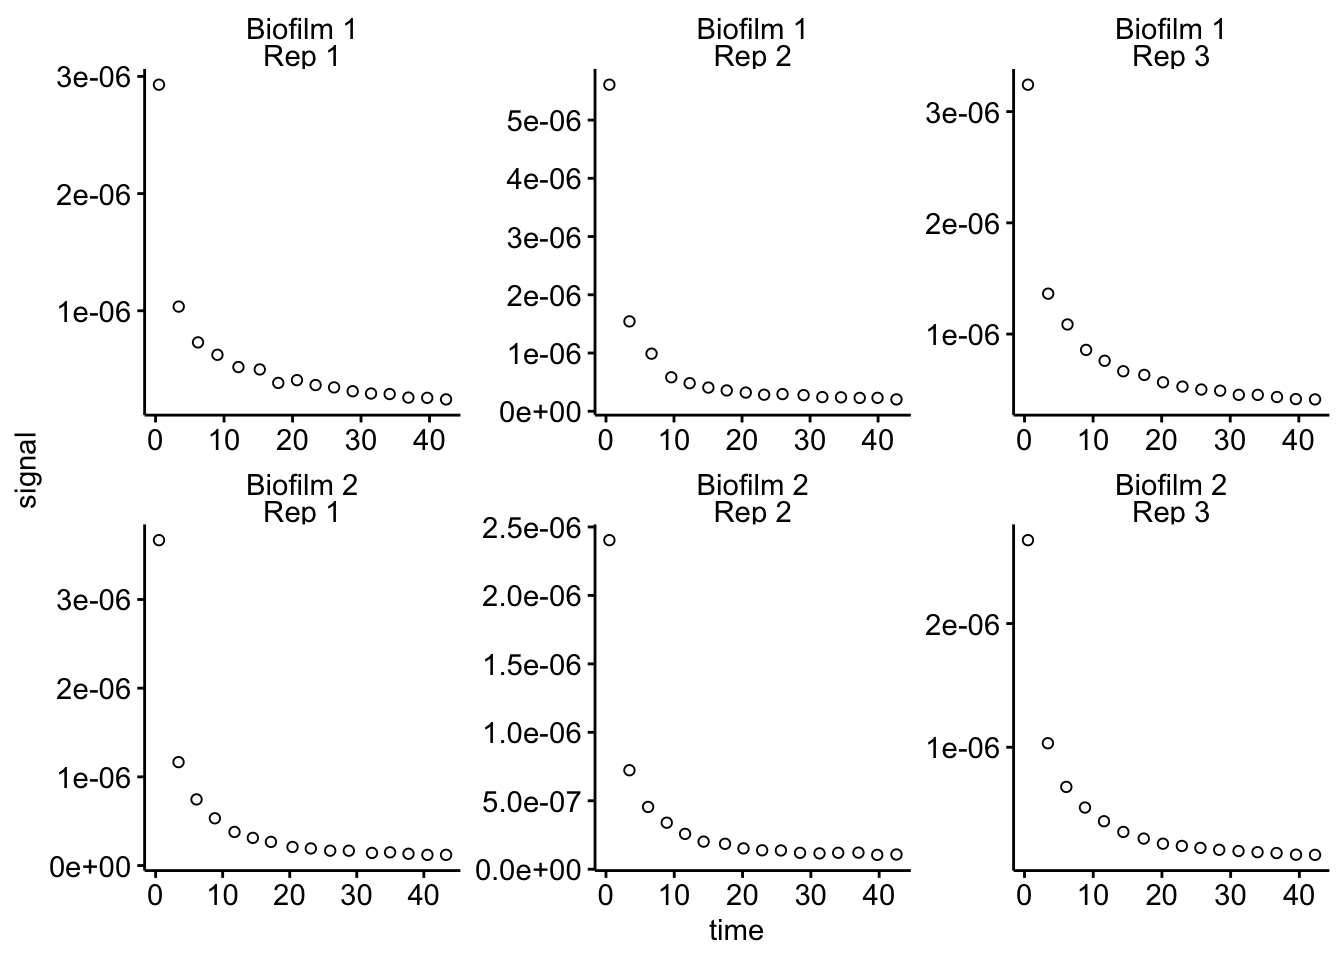 Biofilm 1
Rep 1
Biofilm 1
Rep 2
Biofilm 1
Rep 3
3e-06
2e-06
1e-06
0 10 20 30 40
5e-06
4e-06
3e-06
2e-06
1e-06
0e+00
0 10 20 30 40
3e-06
2e-06
1e-06
0 10 20 30 40
signal
Biofilm 2
Rep 1
Biofilm 2
Rep 2
Biofilm 2
Rep 3
3e-06
2e-06
1e-06
0e+00
0 10 20 30 40
2.5e-06
2.0e-06
1.5e-06
1.0e-06
5.0e-07
0.0e+00
0 10 20 30 40
2e-06
1e-06
0 10 20 30 40
time